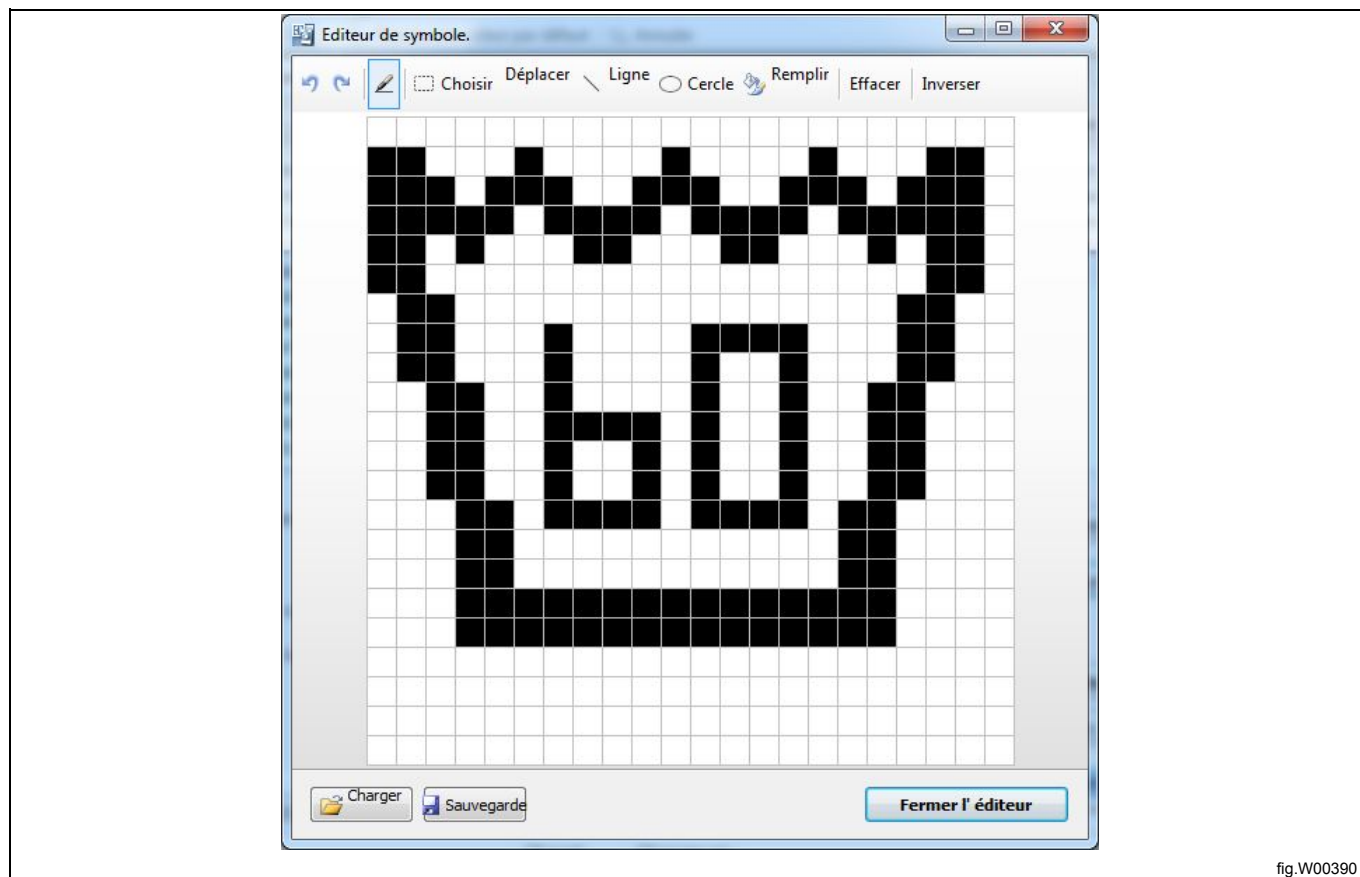 Editeur de symbole.
Choisir Déplacer Ligne Cercle Remplir Effacer Inverser
60
Charger Sauvegarde Fermer l' éditeur
fig.W00390